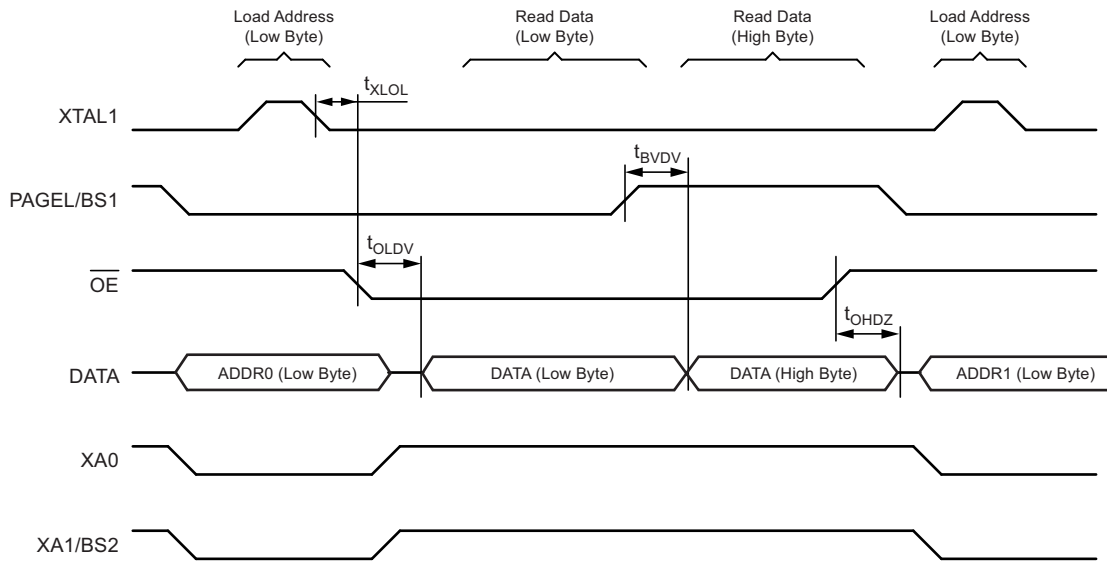 Load Address
(Low Byte)
Read Data
(Low Byte)
Read Data
(High Byte)
Load Address
(Low Byte)
tXLOL
XTAL1
tBVDV
PAGEL/BS1
tOLDV
OE
tOHDZ
DATA
ADDR0 (Low Byte)
DATA (Low Byte)
DATA (High Byte)
ADDR1 (Low Byte)
XA0
XA1/BS2